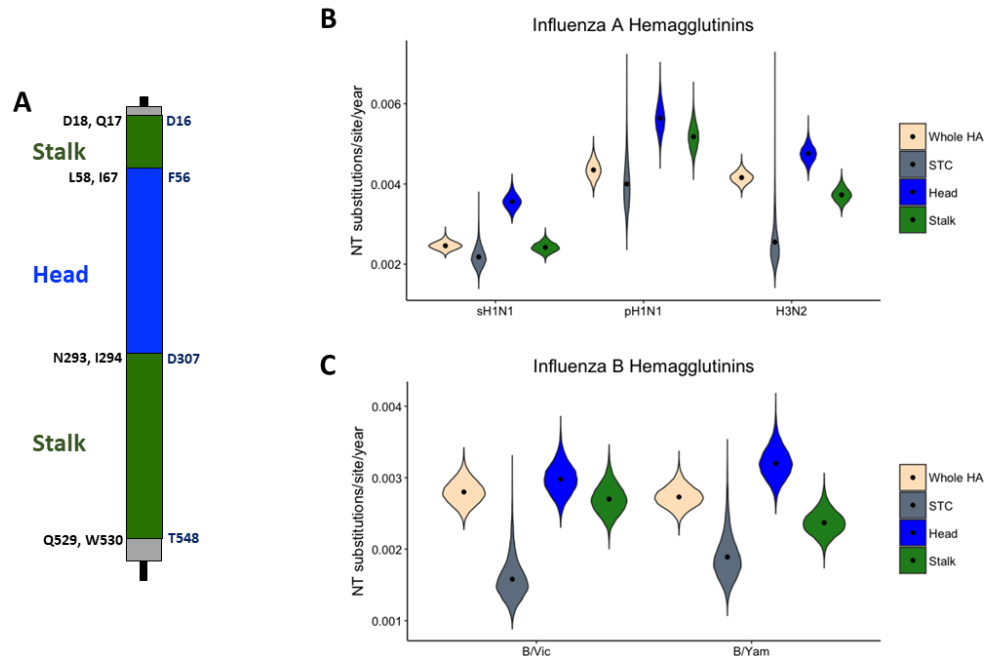 A
D18, Q17
D16
Stalk
L58, I67
F56
Head
N293, I294
D307
Stalk
Q529, W530
T548
B
Influenza A Hemagglutinins
NT substitutions/site/year
0.006
0.004
0.002
sH1N1
pH1N1
H3N2
Whole HA
STC
Head
Stalk
C
Influenza B Hemagglutinins
NT substitutions/site/year
0.004
0.003
0.002
0.001
B/Vic
B/Yam
Whole HA
STC
Head
Stalk